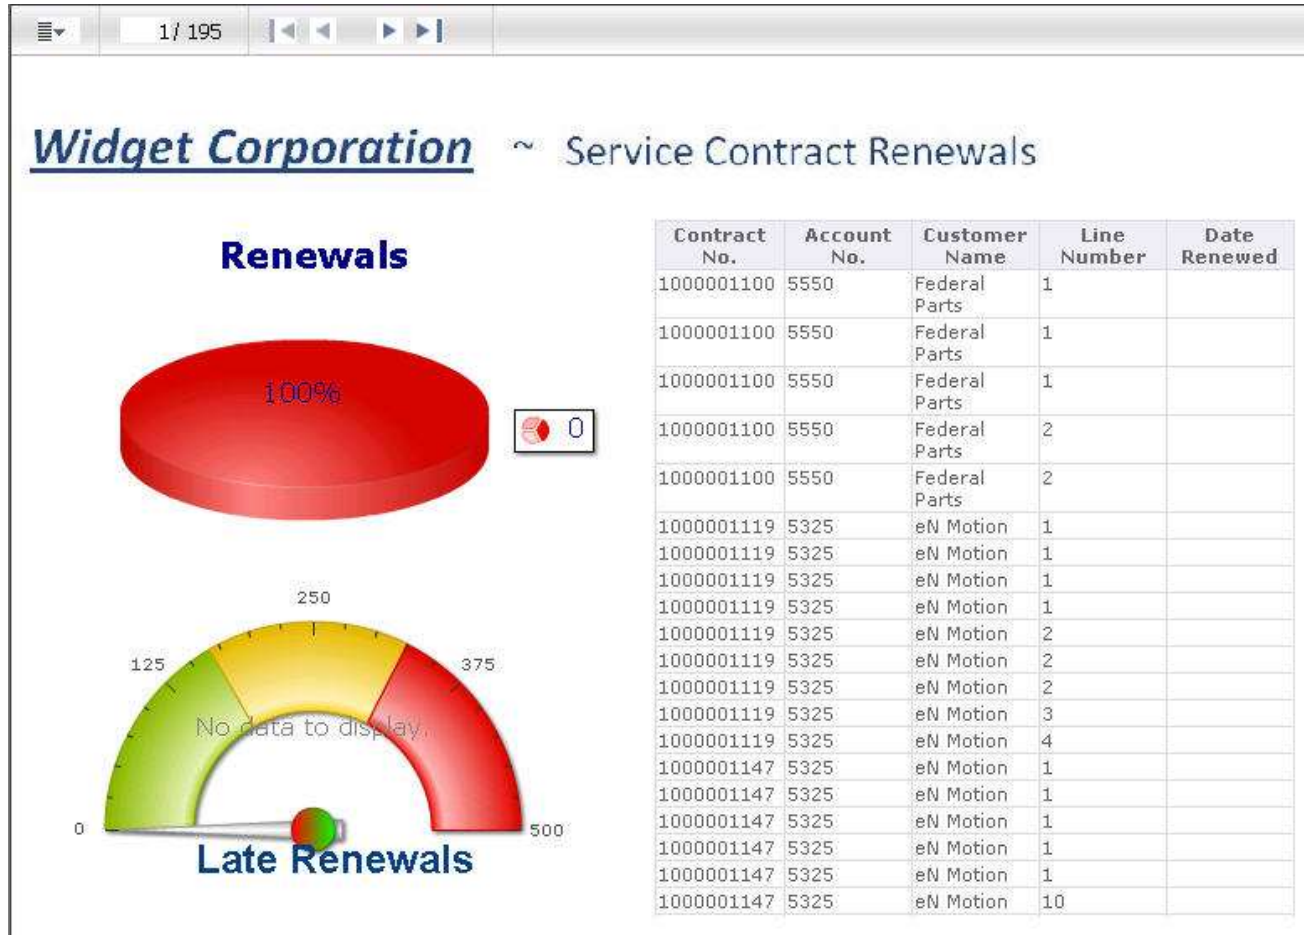 1/ 195
Widget Corporation ~ Service Contract Renewals
Renewals
100%
0
250
125
375
No data to display.
0
500
Late Renewals
Contract Account Customer Line Date
No. No. Name Number Renewed
1000001100 5550 Federal 1
Parts
1000001100 5550 Federal 1
Parts
1000001100 5550 Federal 1
Parts
1000001100 5550 Federal 2
Parts
1000001100 5550 Federal 2
Parts
1000001119 5325 eN Motion 1
1000001119 5325 eN Motion 1
1000001119 5325 eN Motion 1
1000001119 5325 eN Motion 1
1000001119 5325 eN Motion 2
1000001119 5325 eN Motion 2
1000001119 5325 eN Motion 2
1000001119 5325 eN Motion 3
1000001119 5325 eN Motion 4
1000001147 5325 eN Motion 1
1000001147 5325 eN Motion 1
1000001147 5325 eN Motion 1
1000001147 5325 eN Motion 1
1000001147 5325 eN Motion 1
1000001147 5325 eN Motion 10